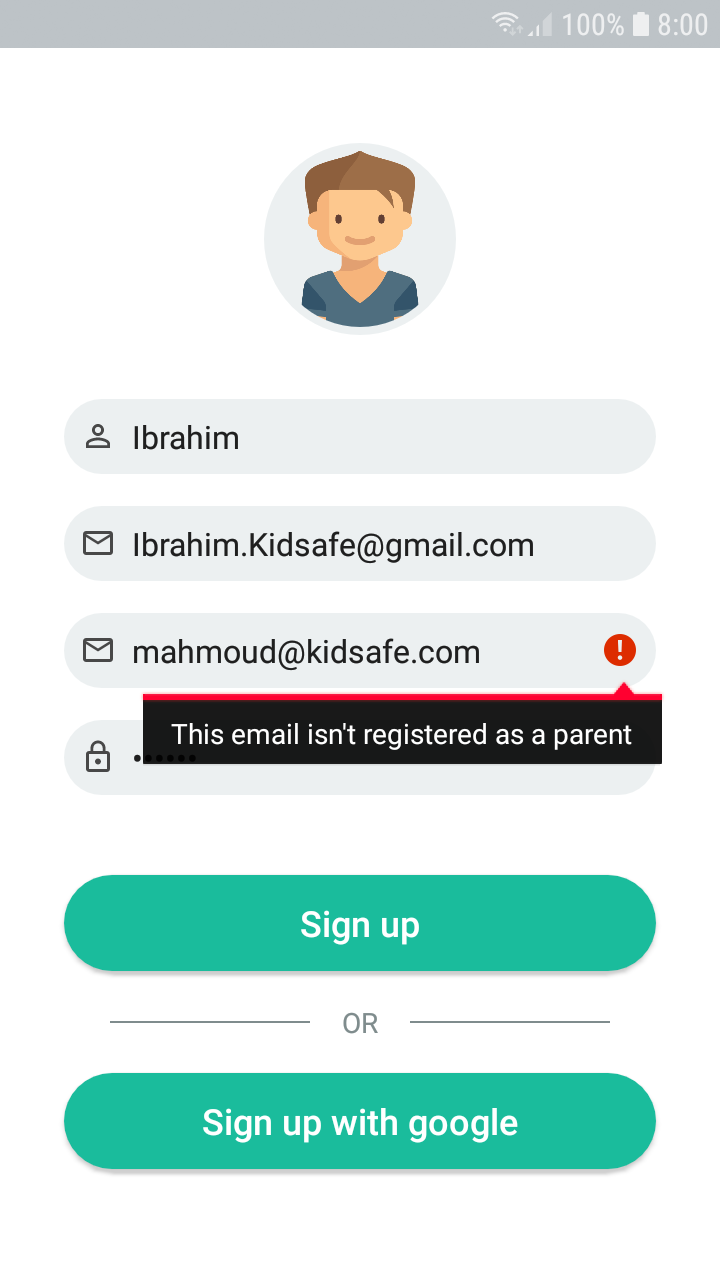 100% 8:00
Ibrahim
Ibrahim.Kidsafe@gmail.com
mahmoud@kidsafe.com
This email isn't registered as a parent
••••••
Sign up
OR
Sign up with google